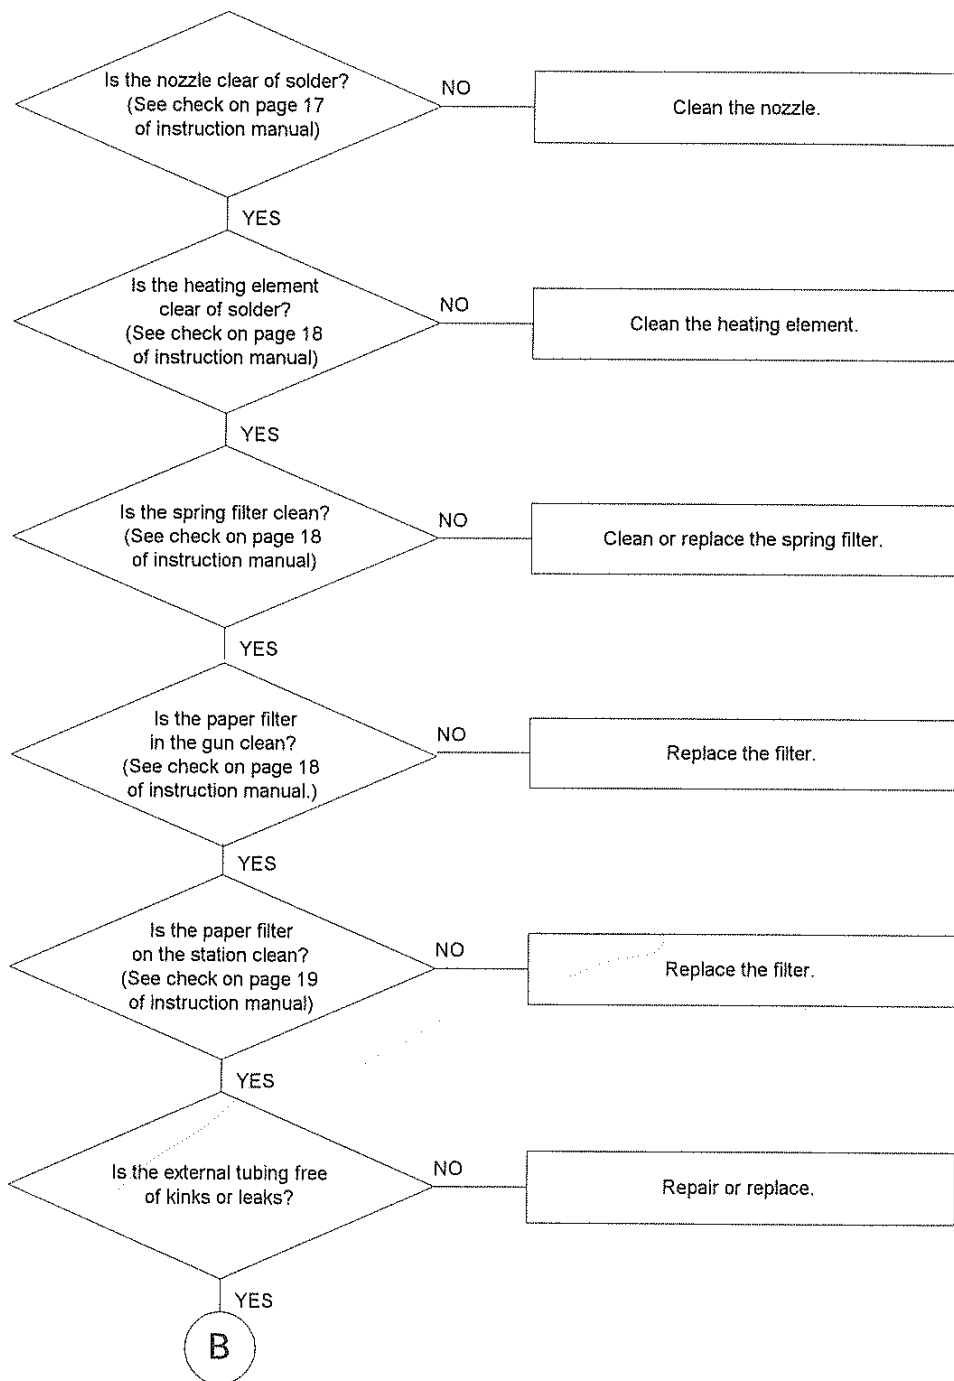 Is the nozzle clear of solder?
(See check on page 17
of instruction manual)
NO
Clean the nozzle.
YES
Is the heating element
clear of solder?
(See check on page 18
of instruction manual)
NO
Clean the heating element.
YES
Is the spring filter clean?
(See check on page 18
of instruction manual)
NO
Clean or replace the spring filter.
YES
Is the paper filter
in the gun clean?
(See check on page 18
of instruction manual.)
NO
Replace the filter.
YES
Is the paper filter
on the station clean?
(See check on page 19
of instruction manual)
NO
Replace the filter.
YES
Is the external tubing free
of kinks or leaks?
NO
Repair or replace.
YES
B